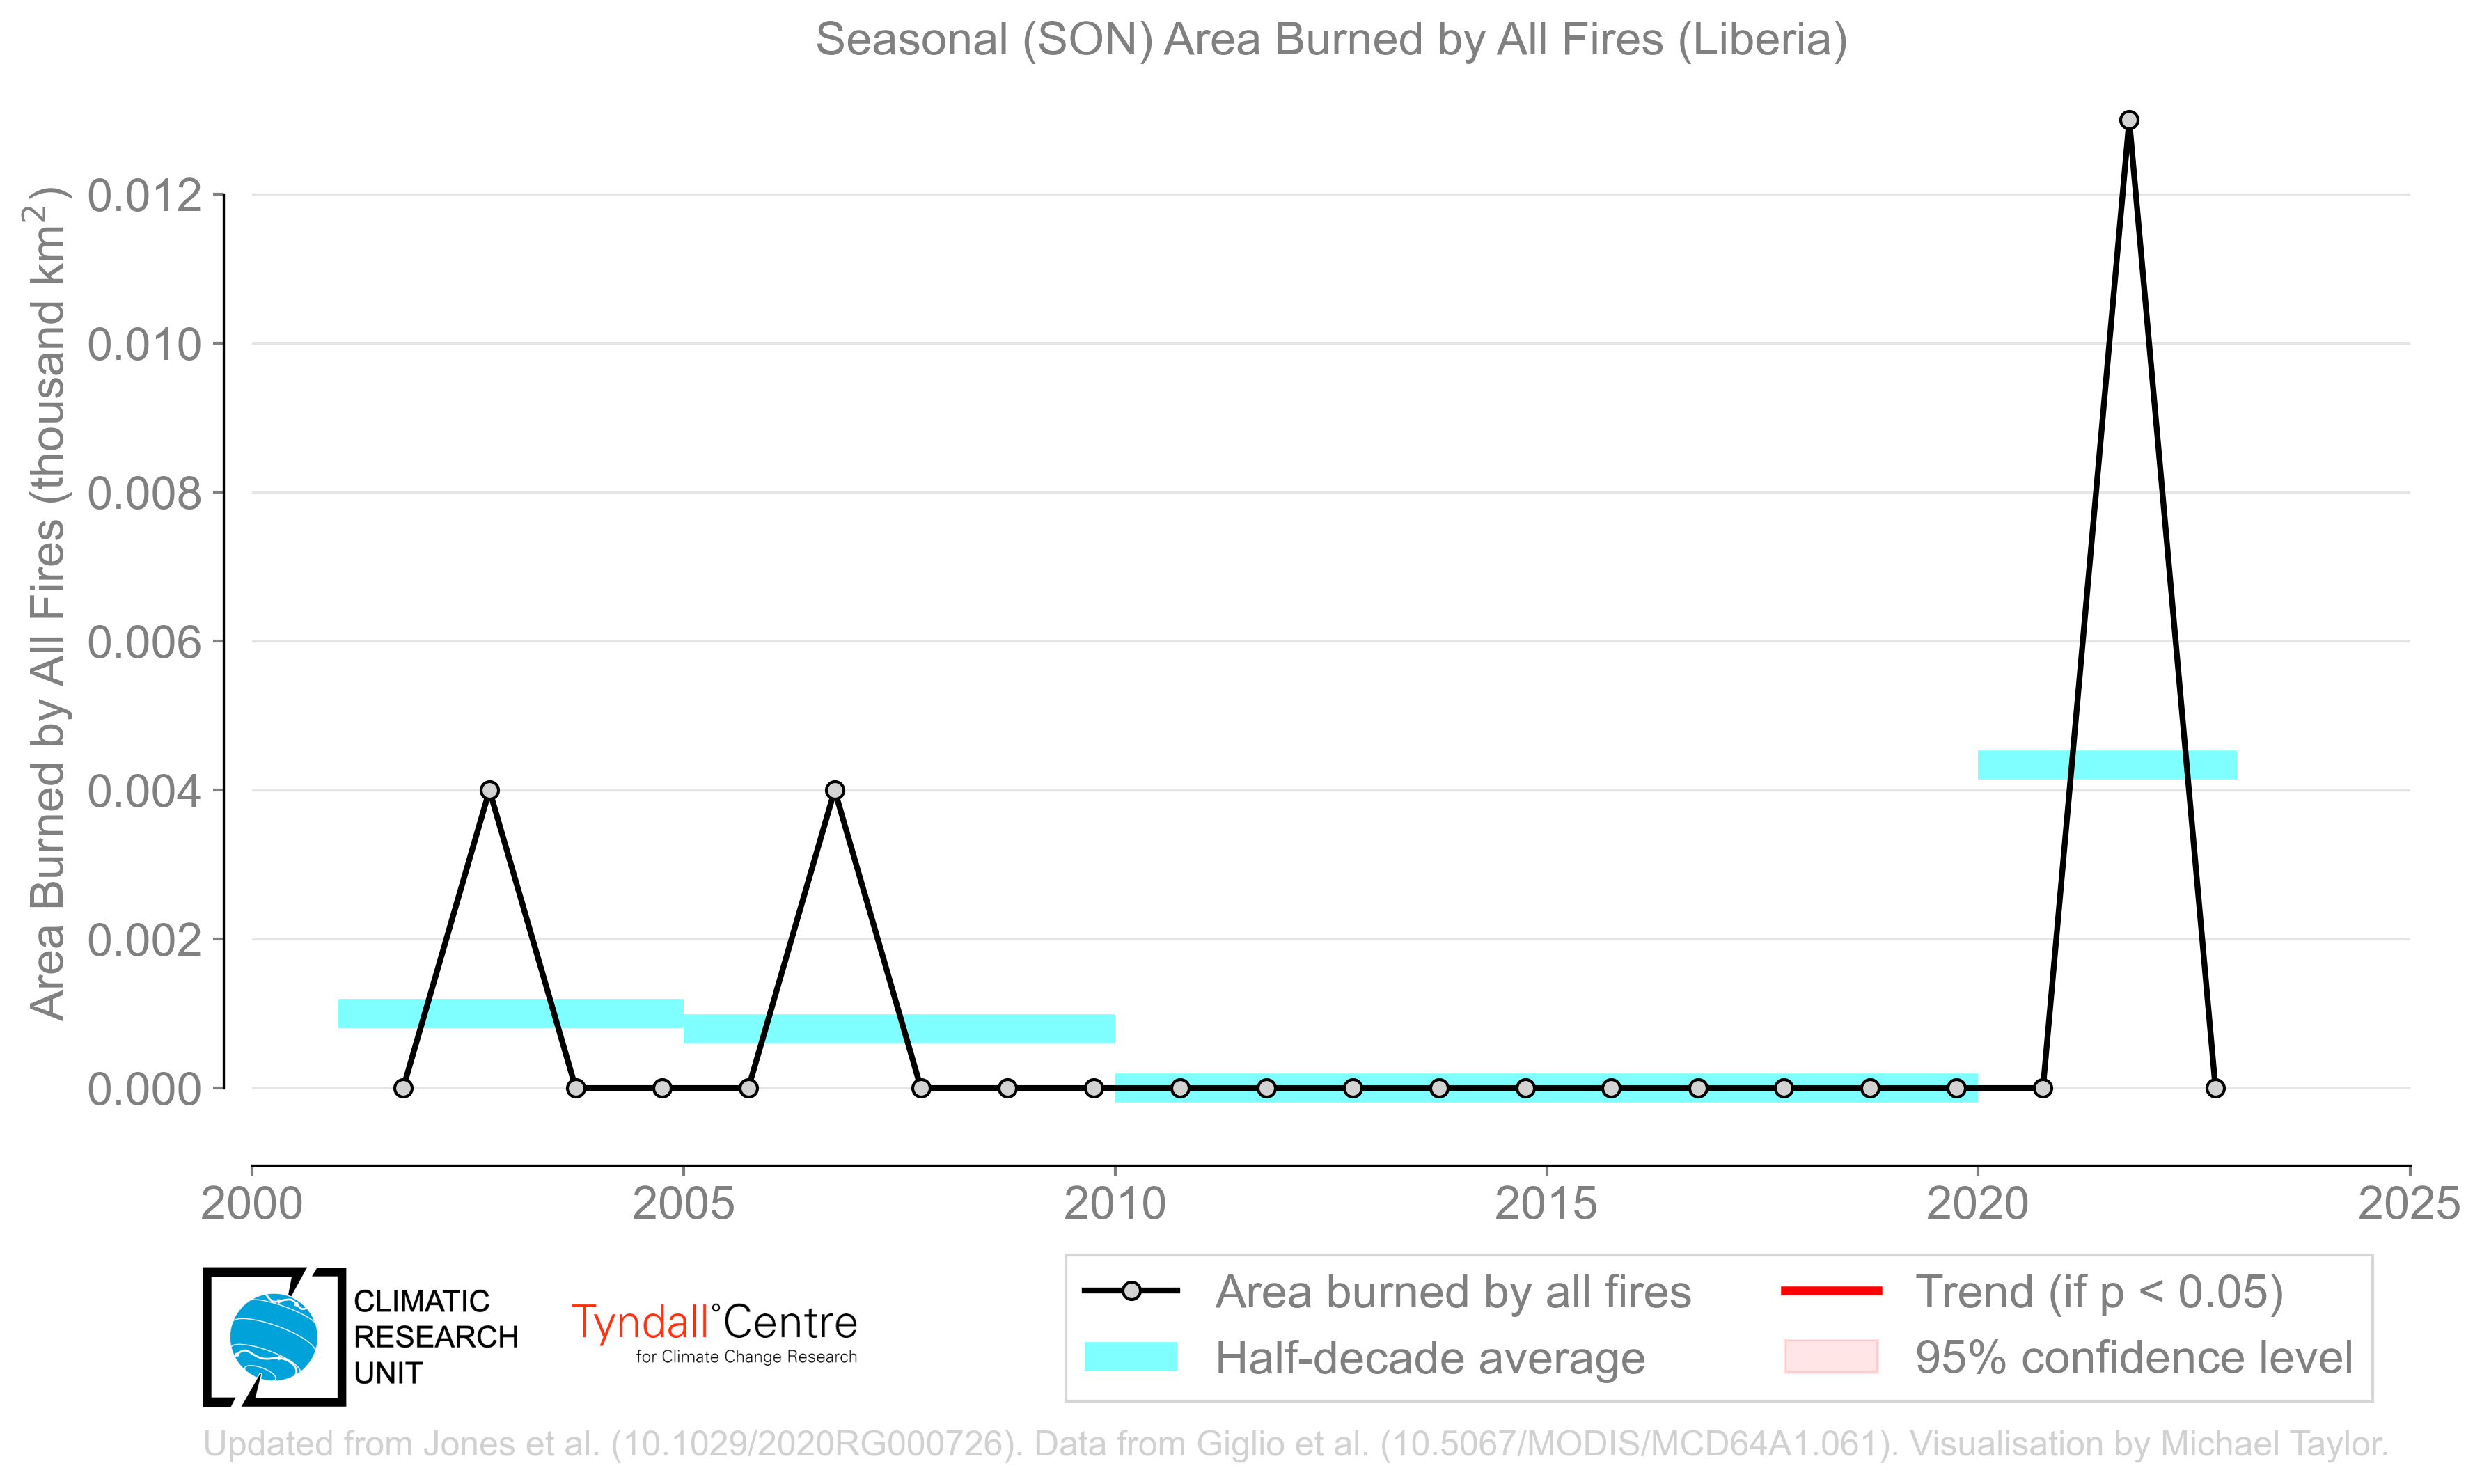 Seasonal (SON) Area Burned by All Fires (Liberia)
Area Burned by All Fires (thousand km²)
0.012
0.010
0.008
0.006
0.004
0.002
0.000
2000 2005 2010 2015 2020 2025
CLIMATIC
RESEARCH
UNIT
Tyndall°Centre
for Climate Change Research
Area burned by all fires
Half-decade average
Trend (if p < 0.05)
95% confidence level
Updated from Jones et al. (10.1029/2020RG000726). Data from Giglio et al. (10.5067/MODIS/MCD64A1.061). Visualisation by Michael Taylor.